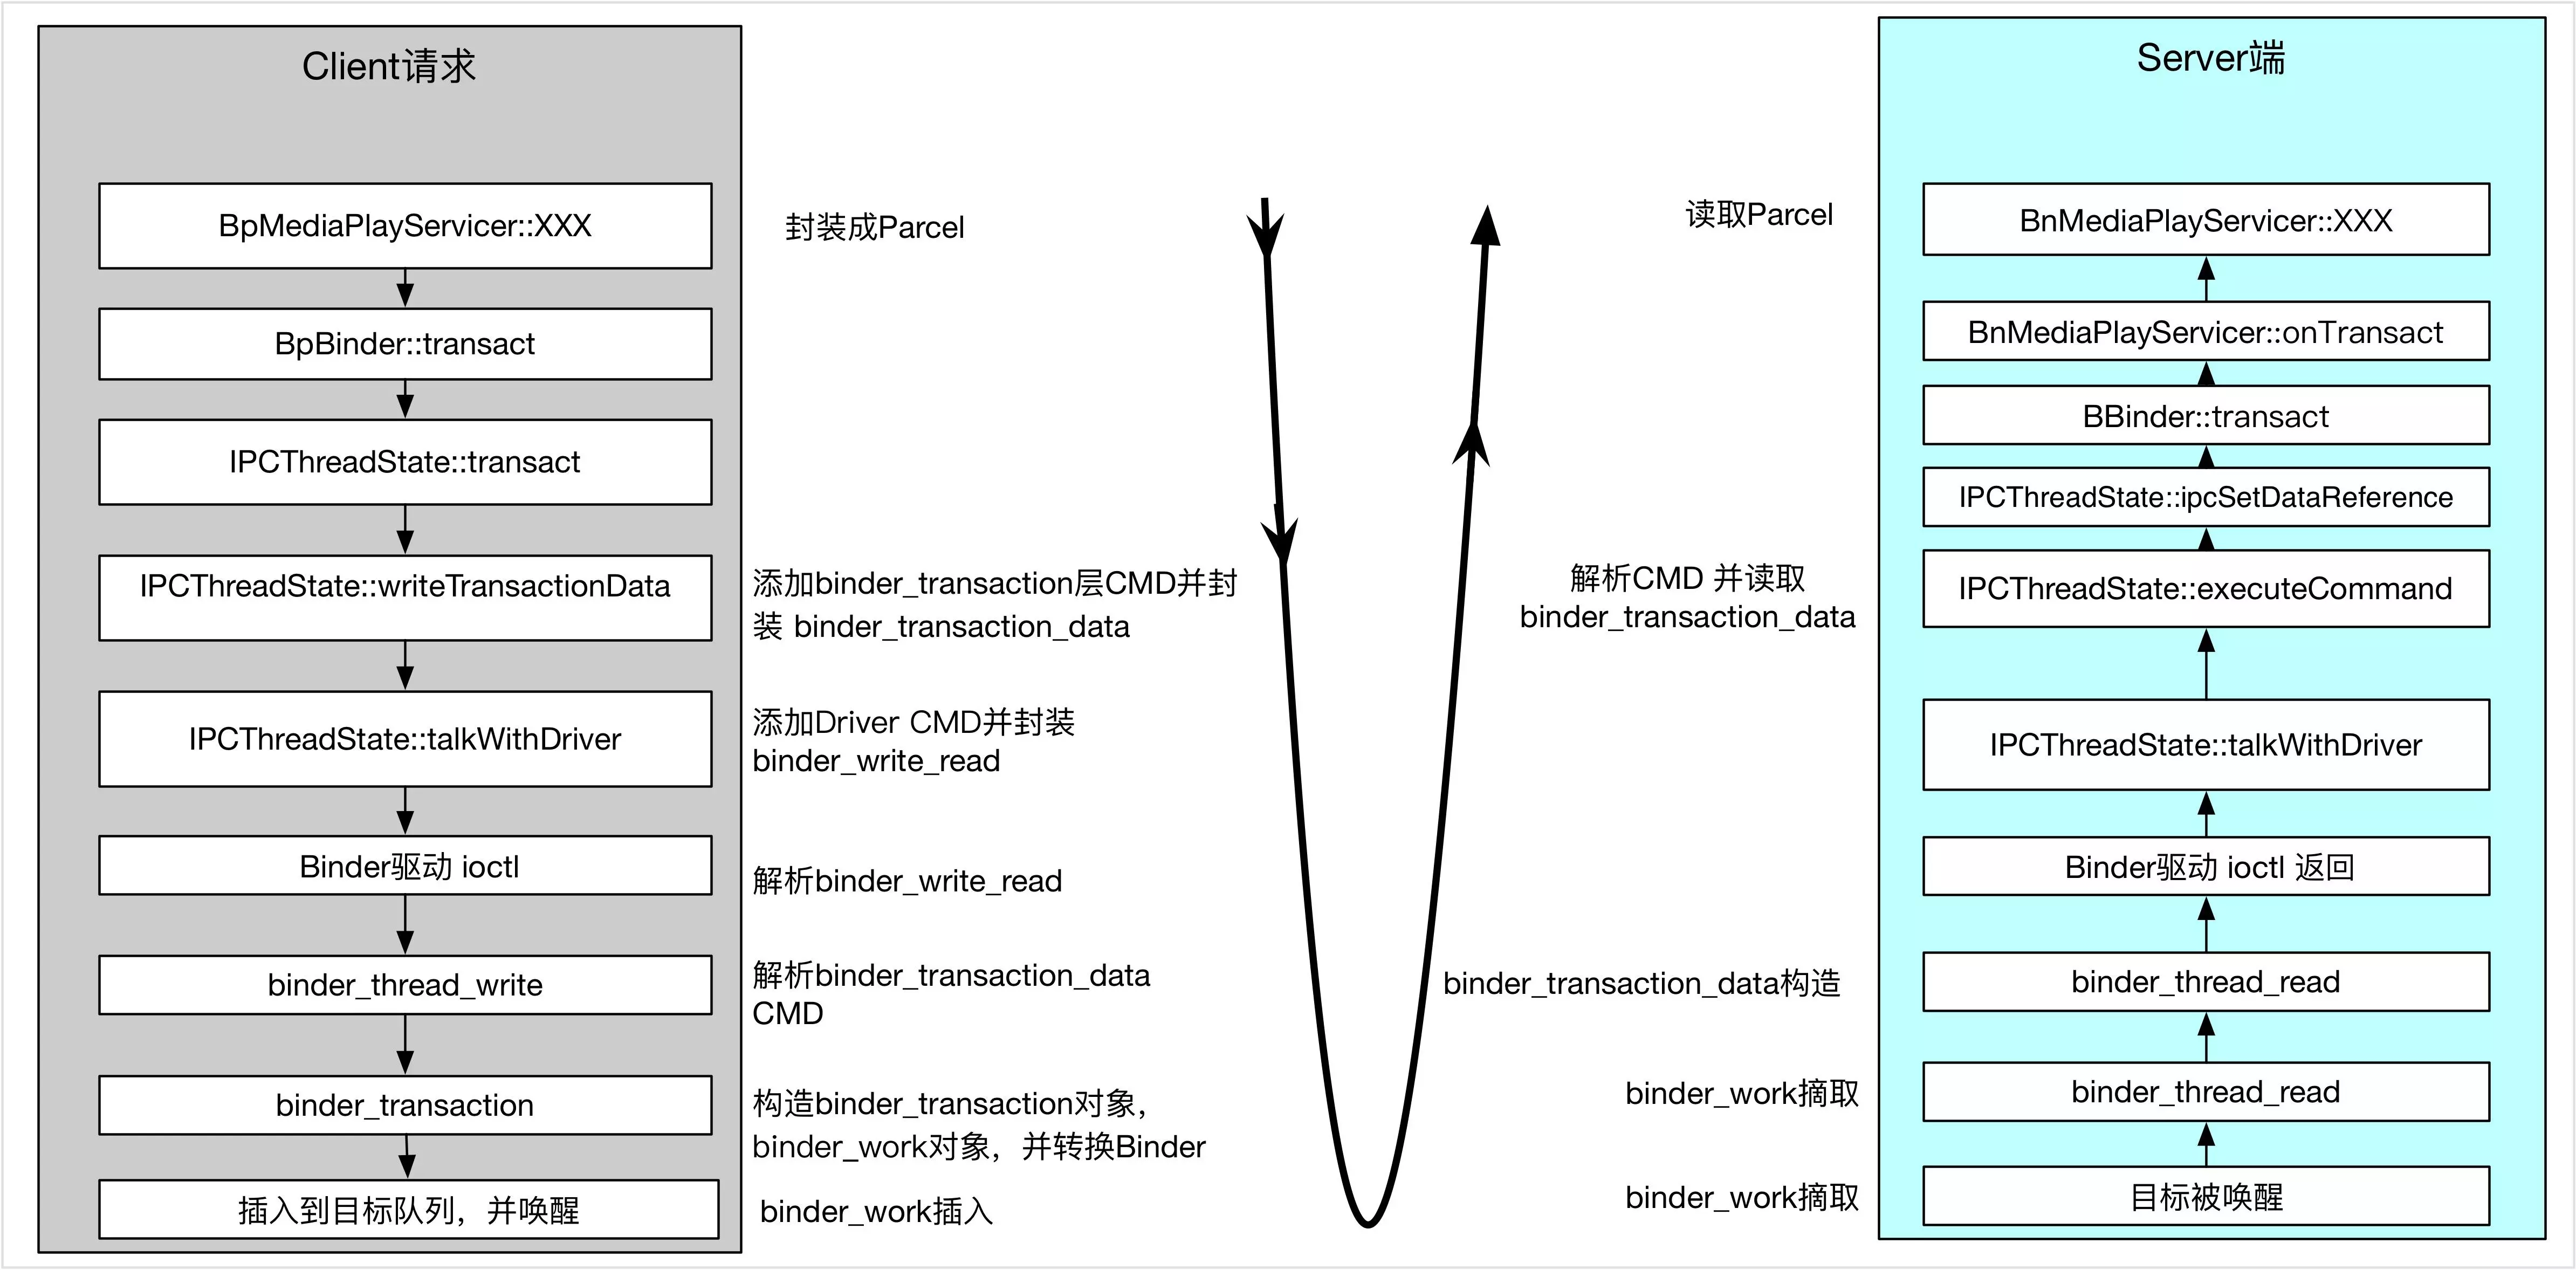 Client请求
BpMediaPlayServicer::XXX
BpBinder::transact
IPCThreadState::transact
IPCThreadState::writeTransactionData
IPCThreadState::talkWithDriver
Binder驱动 ioctl
binder_thread_write
binder_transaction
插入到目标队列，并唤醒
封装成Parcel
添加binder_transaction层CMD并封
装 binder_transaction_data
添加Driver CMD并封装
binder_write_read
解析binder_write_read
解析binder_transaction_data
CMD
构造binder_transaction对象，
binder_work对象，并转换Binder
binder_work插入
读取Parcel
解析CMD 并读取
binder_transaction_data
binder_transaction_data构造
binder_work摘取
binder_work摘取
Server端
BnMediaPlayServicer::XXX
BnMediaPlayServicer::onTransact
BBinder::transact
IPCThreadState::ipcSetDataReference
IPCThreadState::executeCommand
IPCThreadState::talkWithDriver
Binder驱动 ioctl 返回
binder_thread_read
binder_thread_read
目标被唤醒